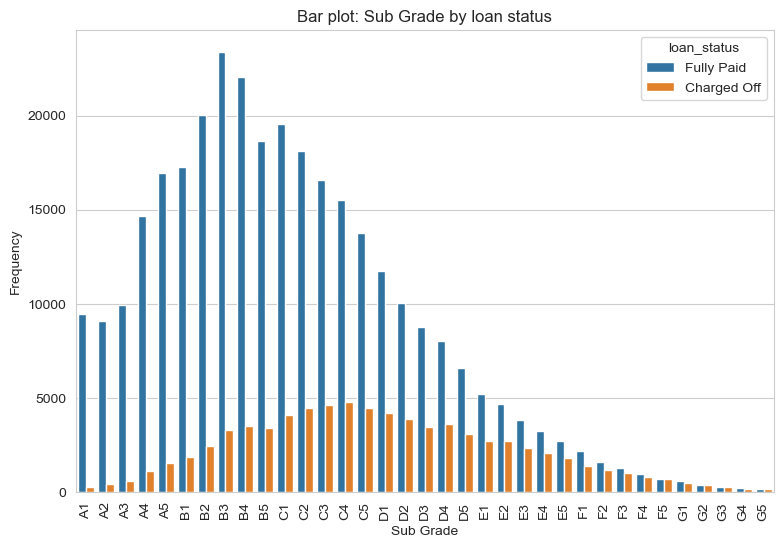 Bar plot: Sub Grade by loan status
loan_status
Fully Paid
Charged Off
Frequency
20000
15000
10000
5000
0
A1 A2 A3 A4 A5 B1 B2 B3 B4 B5 C1 C2 C3 C4 C5 D1 D2 D3 D4 D5 E1 E2 E3 E4 E5 F1 F2 F3 F4 F5 G1 G2 G3 G4 G5
Sub Grade